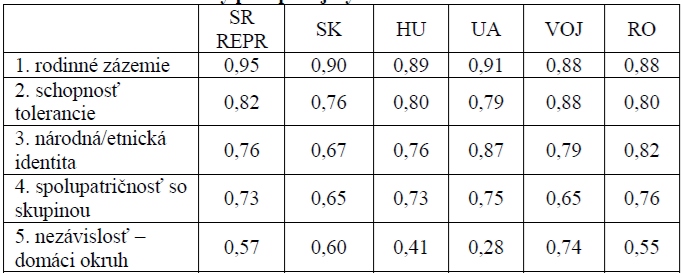 SR REPR SK HU UA VOJ RO
1. rodinné zázemie 0,95 0,90 0,89 0,91 0,88 0,88
2. schopnosť
tolerancie 0,82 0,76 0,80 0,79 0,88 0,80
3. národná/etnická
identita 0,76 0,67 0,76 0,87 0,79 0,82
4. spolupatričnosť so
skupinou 0,73 0,65 0,73 0,75 0,65 0,76
5. nezávislosť –
domáci okruh 0,57 0,60 0,41 0,28 0,74 0,55